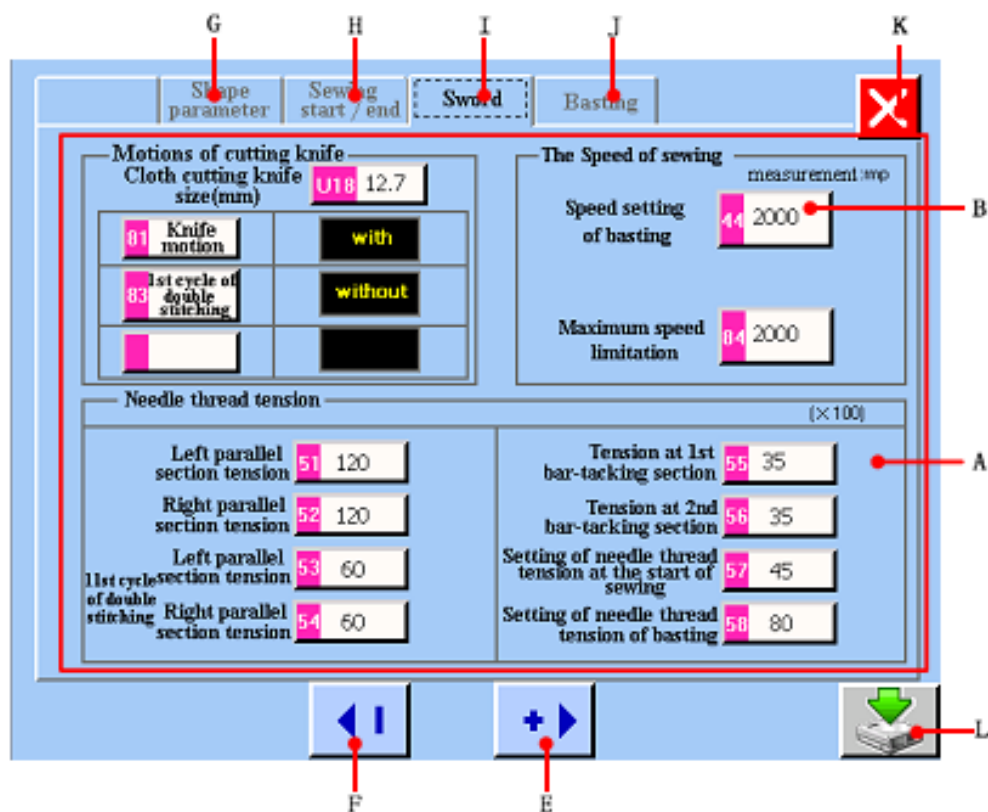 G H I J K
Shape
parameter
Sewing
start / end
Sword
Basting
Motions of cutting knife
Cloth cutting knife
size(mm)
U18 12.7
81 Knife
motion
with
83 1st cycle of
double
stitching
without
The Speed of sewing
measurement:mp
Speed setting
of basting
44 2000
B
Maximum speed
limitation
84 2000
Needle thread tension
(×100)
Left parallel
section tension
51 120
Right parallel
section tension
52 120
Left parallel
section tension
53 60
11st cycle
of double
stitching
Right parallel
section tension
54 60
Tension at 1st
bar-tacking section
55 35
A
Tension at 2nd
bar-tacking section
56 35
Setting of needle thread
tension at the start of
sewing
57 45
Setting of needle thread
tension of basting
58 80
L
F E